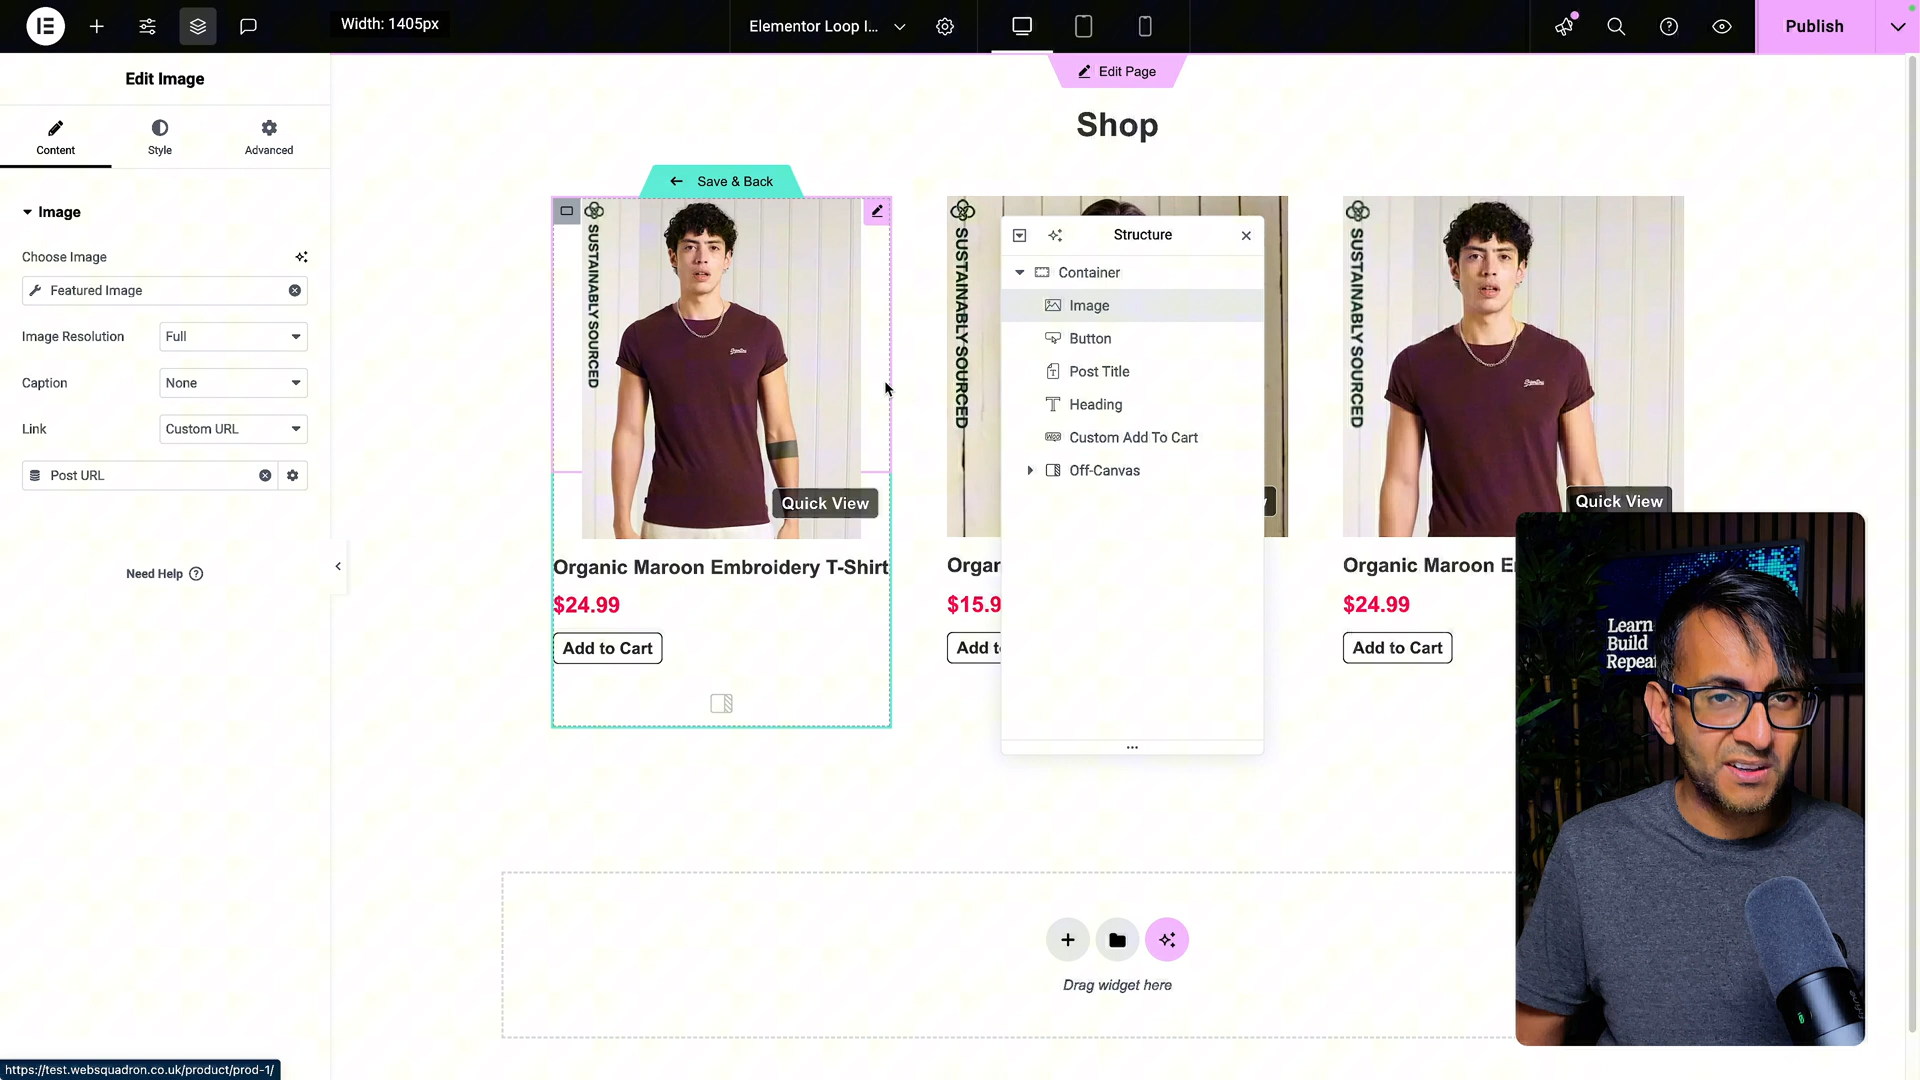 Width: 1405px
Elementor Loop I...
Publish
Edit Image
Edit Page
Content
Style
Advanced
Shop
Save & Back
Image
Choose Image
Featured Image
Image Resolution
Full
Caption
None
Link
Custom URL
Post URL
Need Help
SUSTAINABLY SOURCED
Quick View
Organic Maroon Embroidery T-Shirt
$24.99
Add to Cart
SUSTAINABLY SOURCED
Structure
Container
Image
Button
Post Title
Heading
Custom Add To Cart
Off-Canvas
Orgar
$15.9
Add t
SUSTAINABLY SOURCED
Quick View
Organic Maroon E
$24.99
Add to Cart
Learn
Build
Repeat
Drag widget here
https://test.websquadron.co.uk/product/prod-1/